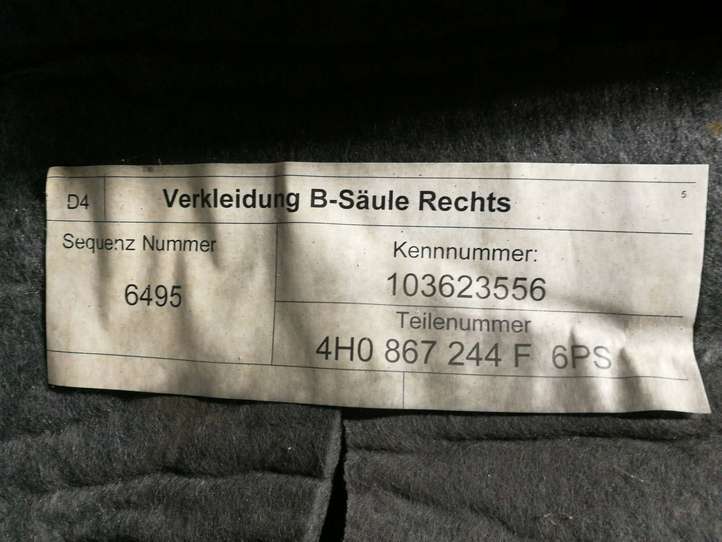 D4
Verkleidung B-Säule Rechts
5
Sequenz Nummer
6495
Kennnummer:
103623556
Teilenummer
4H0 867 244 F 6PS